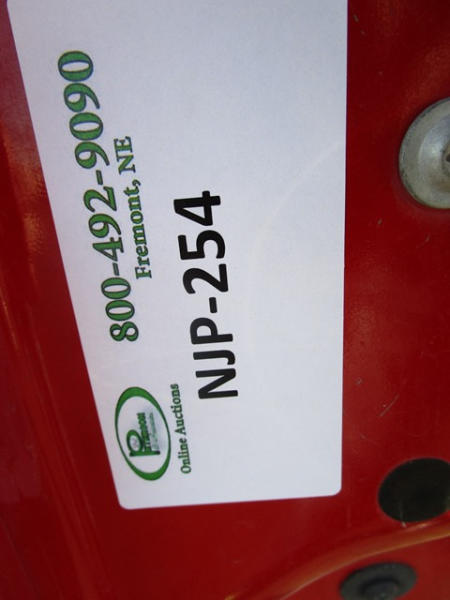 800-492-9090
Fremont, NE
Online Auctions
NJP-254